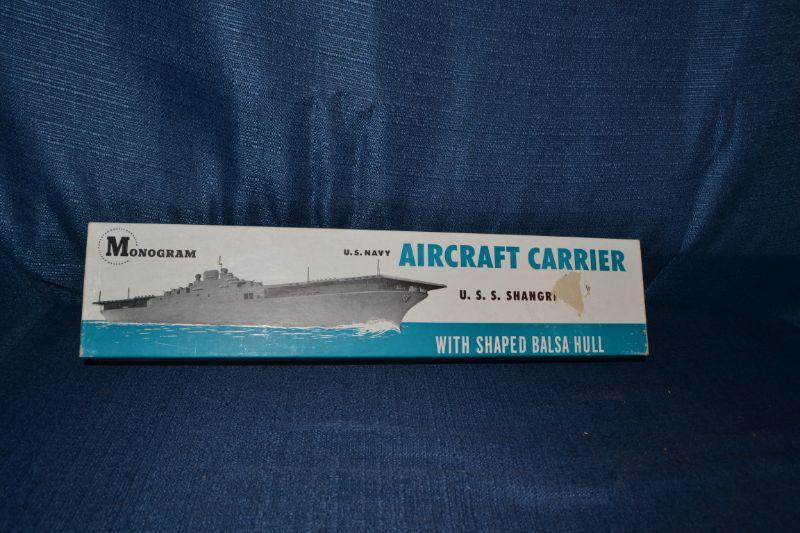 MONOGRAM
U.S. NAVY AIRCRAFT CARRIER
U. S. S. SHANGRI
WITH SHAPED BALSA HULL